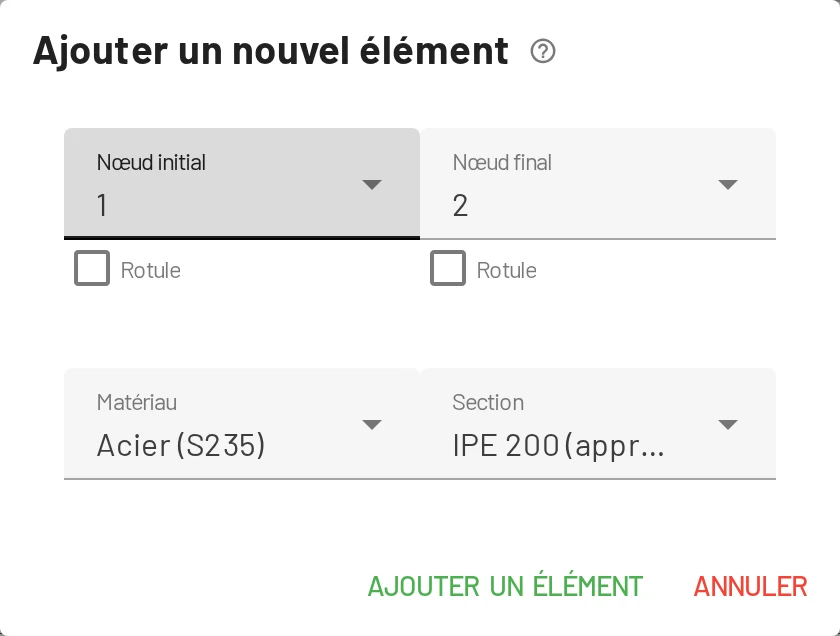 Ajouter un nouvel élément ?
Nœud initial
1
Nœud final
2
Rotule
Rotule
Matériau
Acier (S235)
Section
IPE 200 (appr...
AJOUTER UN ÉLÉMENT
ANNULER